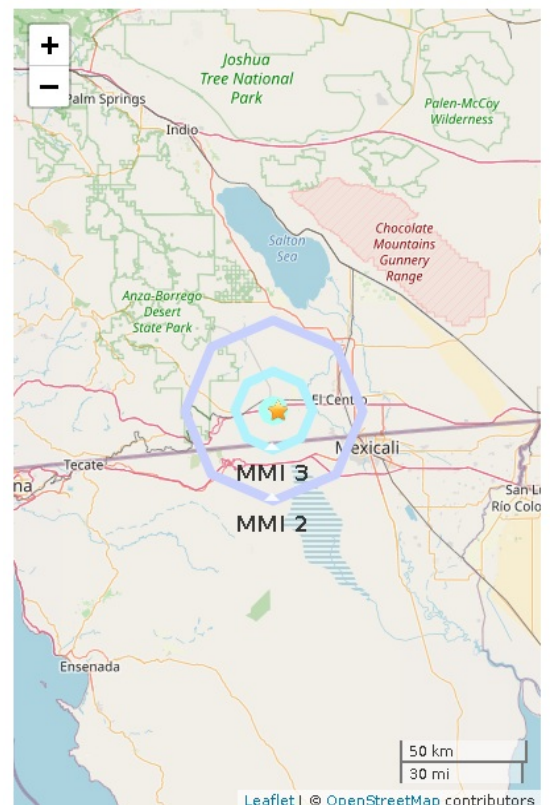 +
−
Joshua
Tree National
Park
Palm Springs
Palen-McCoy
Wilderness
Indio
Salton
Sea
Chocolate
Mountains
Gunnery
Range
Anza-Borrego
Desert
State Park
El Centro
Mexicali
Tecate
na
MMI 3
San Lu
Río Colo
MMI 2
Ensenada
50 km
30 mi
Leaflet | © OpenStreetMap contributors